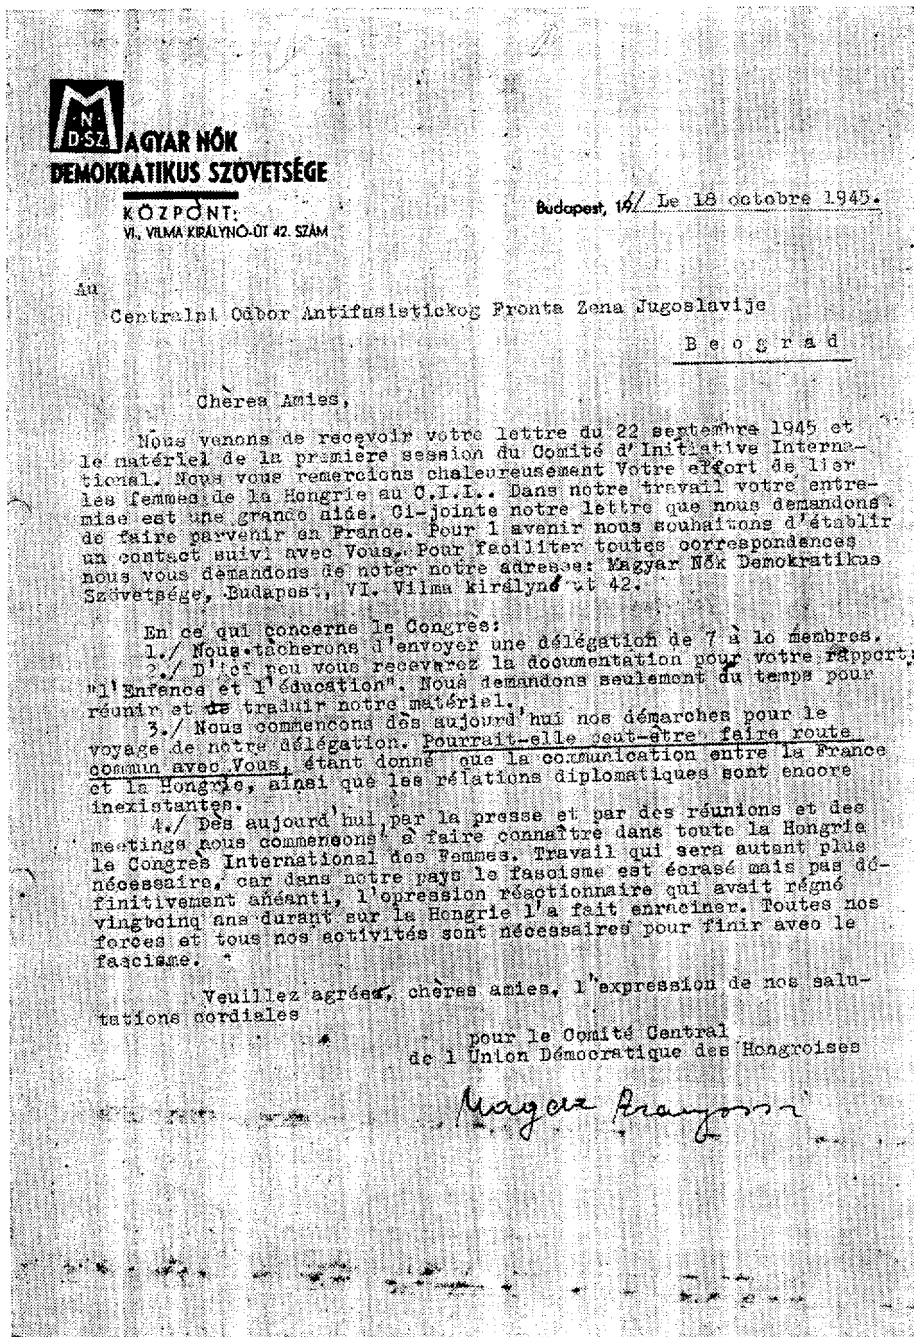 M
N
D·SZ
AGYAR NŐK
DEMOKRATIKUS SZÖVETSÉGE
KÖZPONT:
VI., VILMA KIRÁLYNŐ-ÚT 42. SZÁM
Budapest, 19 // Le 18 octobre 1945.
Au
Centralni Odbor Antifasistickog Fronta Zena Jugoslavije
Beograd
Chères Amies,
Nous venons de recevoir votre lettre du 22 septembre 1945 et
le matériel de la première session du Comité d'Initiative Interna-
tional. Nous vous remercions chaleureusement Votre effort de lier
les femmes de la Hongrie au C.I.I.. Dans notre travail votre entre-
mise est une grande aide. Ci-jointe notre lettre que nous demandons
de faire parvenir en France. Pour l avenir nous souhaitons d'établir
un contact suivi avec Vous. Pour faciliter toutes correspondances
nous vous demandons de noter notre adresse: Magyar Nők Demokratikus
Szövetsége, Budapest, VI. Vilma királyné ut 42.
En ce qui concerne le Congrès:
1./ Nous tâcherons d'envoyer une délégation de 7 à lo membres.
2./ D'ici peu vous recevrez la documentation pour votre rapport:
"l'Enfence et l'éducation". Nous demandons seulement du temps pour
réunir et de traduir notre matériel.
3./ Nous commencons dès aujourd'hui nos démarches pour le
voyage de notre délégation. Pourrait-elle peut-être faire route
commun avec Vous, étant donné que la communication entre la France
et la Hongrie, ainsi que les rélations diplomatiques sont encore
inexistantes.
4./ Dès aujourd'hui par la presse et par des réunions et des
meetings nous commencons à faire connaître dans toute la Hongrie
le Congrès International des Femmes. Travail qui sera autant plus
nécessaire, car dans notre pays le fascisme est écrasé mais pas dé-
finitivement anéanti, l'opression réactionnaire qui avait régné
vingtcinq ans durant sur la Hongrie l'a fait enraciner. Toutes nos
forces et tous nos activités sont nécessaires pour finir avec le
fascisme.
Veuillez agréer, chères amies, l'expression de nos salu-
tations cordiales
pour le Comité Central
de l Union Démocratique des Hongroises
Magda Aranyossi